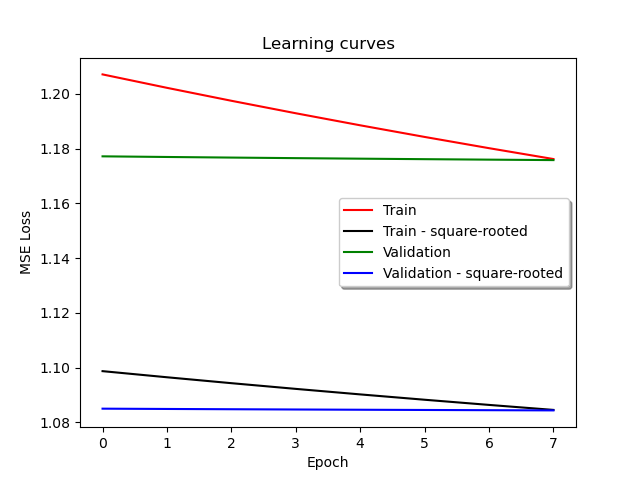 Learning curves
MSE Loss
1.20
1.18
1.16
1.14
1.12
1.10
1.08
Train
Train - square-rooted
Validation
Validation - square-rooted
0 1 2 3 4 5 6 7
Epoch